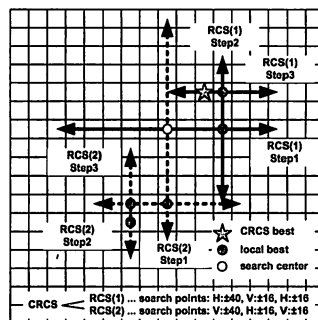 RCS(1)
Step2
RCS(1)
Step3
RCS(2)
Step3
RCS(1)
Step1
RCS(2)
Step2
RCS(2)
Step1
CRCS best
local best
search center
CRCS
RCS(1) ... search points: H:±40, V:±16, H:±16
RCS(2) ... search points: V:±40, H:±16, V:±16